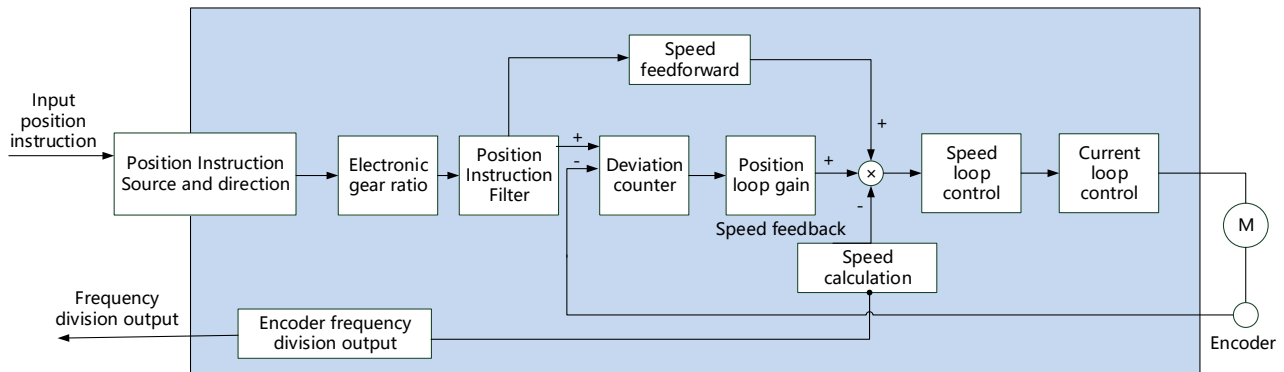 Speed
feedforward
Input
position
instruction
+
+
-
+
-
Position Instruction
Source and direction
Electronic
gear ratio
Position
Instruction
Filter
Deviation
counter
Position
loop gain
×
Speed
loop
control
Current
loop
control
M
Speed feedback
Speed
calculation
Frequency
division output
Encoder frequency
division output
Encoder